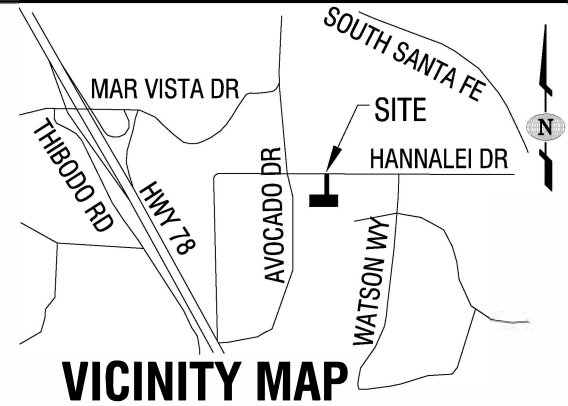 SOUTH SANTA FE
MAR VISTA DR
SITE
N
HANNALEI DR
THIBODO RD
HWY 78
AVOCADO DR
WATSON WY
VICINITY MAP